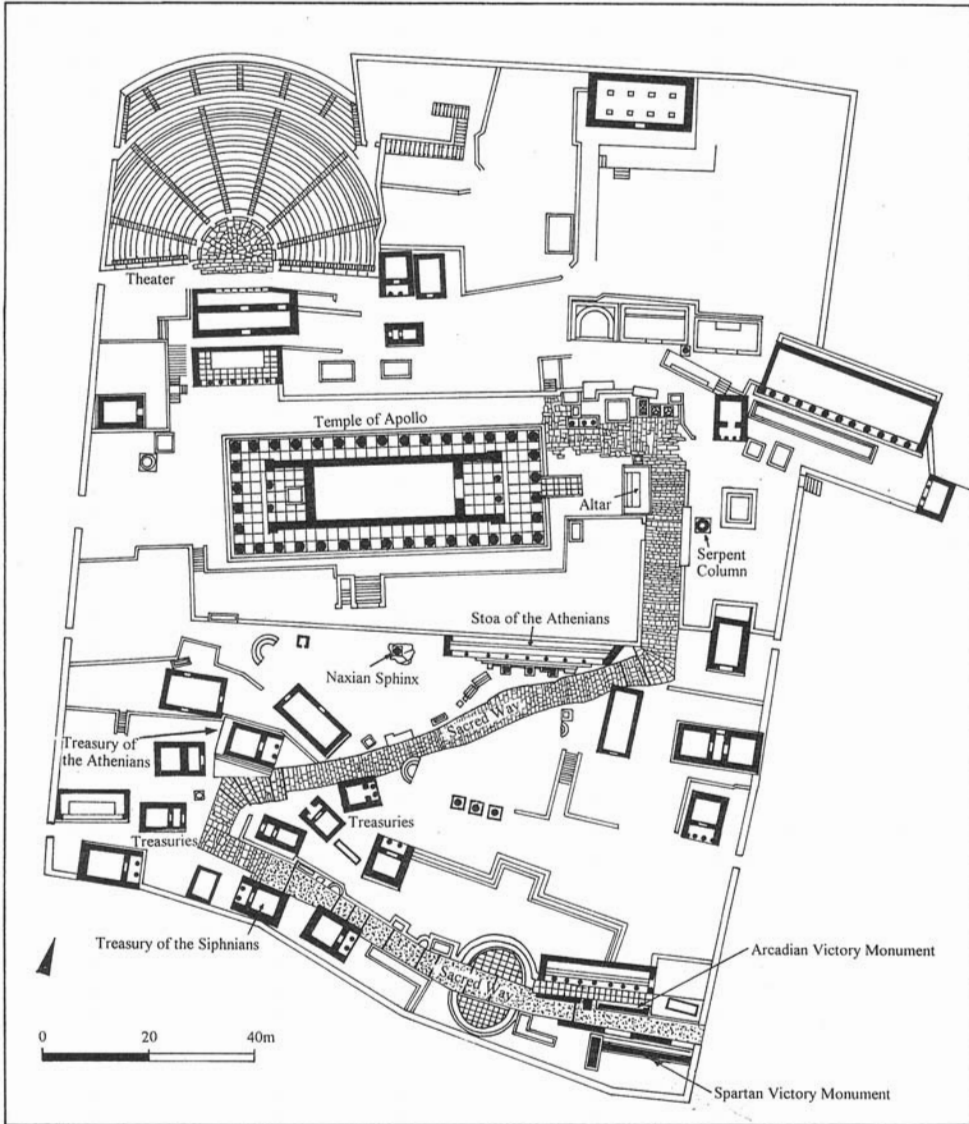 Theater
Temple of Apollo
Altar
Serpent
Column
Stoa of the Athenians
Naxian Sphinx
Sacred Way
Treasury of
the Athenians
Treasuries
Treasuries
Treasury of the Siphnians
Arcadian Victory Monument
Sacred Way
0 20 40m
Spartan Victory Monument